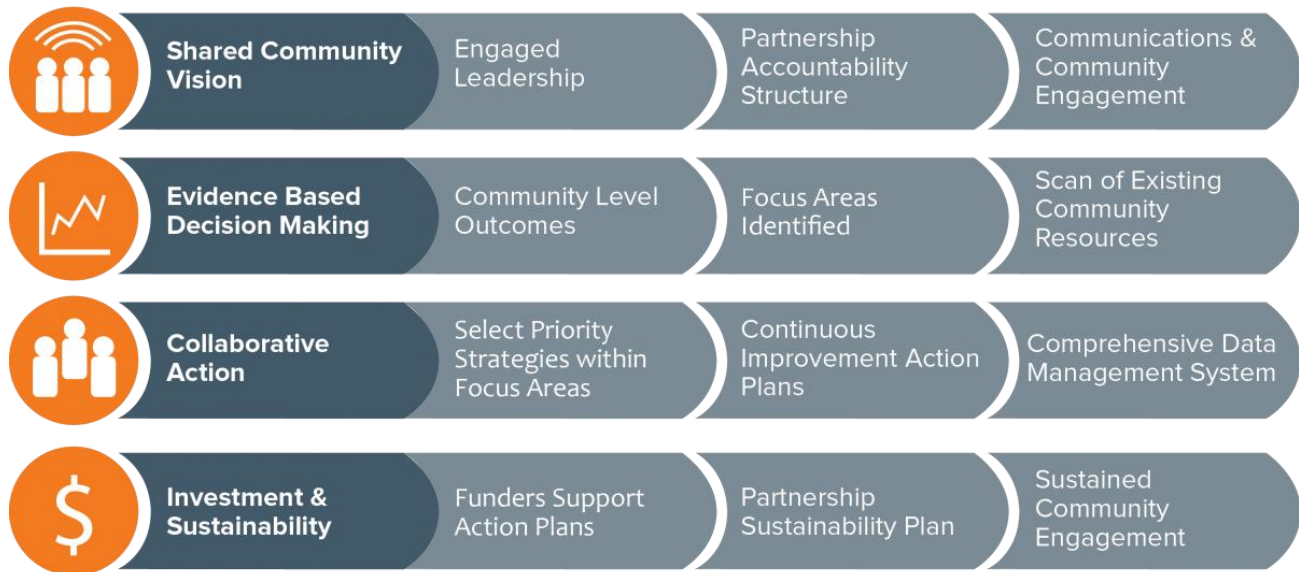 Shared Community
Vision
Engaged
Leadership
Partnership
Accountability
Structure
Communications &
Community
Engagement
Evidence Based
Decision Making
Community Level
Outcomes
Focus Areas
Identified
Scan of Existing
Community
Resources
Collaborative
Action
Select Priority
Strategies within
Focus Areas
Continuous
Improvement Action
Plans
Comprehensive Data
Management System
$
Investment &
Sustainability
Funders Support
Action Plans
Partnership
Sustainability Plan
Sustained
Community
Engagement